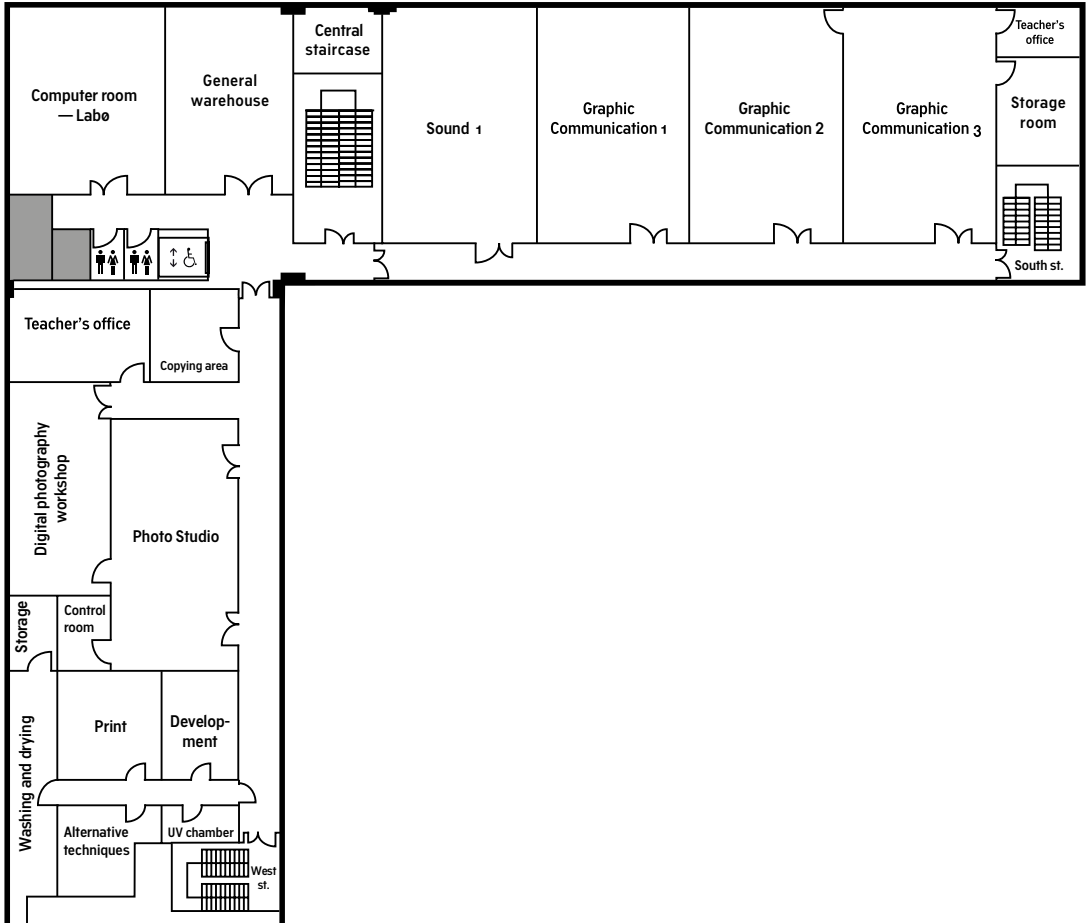 Central
staircase
Teacher's
office
Computer room
— Labø
General
warehouse
Sound 1
Graphic
Communication 1
Graphic
Communication 2
Graphic
Communication 3
Storage
room
South st.
Teacher's office
Copying area
Digital photography
workshop
Photo Studio
Storage
Control
room
Washing and drying
Print
Develop-
ment
Alternative
techniques
UV chamber
West
st.